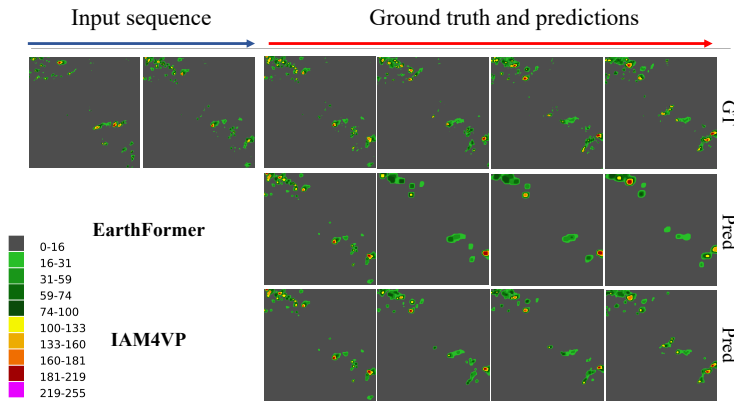 Input sequence
Ground truth and predictions
GT
EarthFormer
Pred
0-16
16-31
31-59
59-74
74-100
100-133
133-160
160-181
181-219
219-255
IAM4VP
Pred